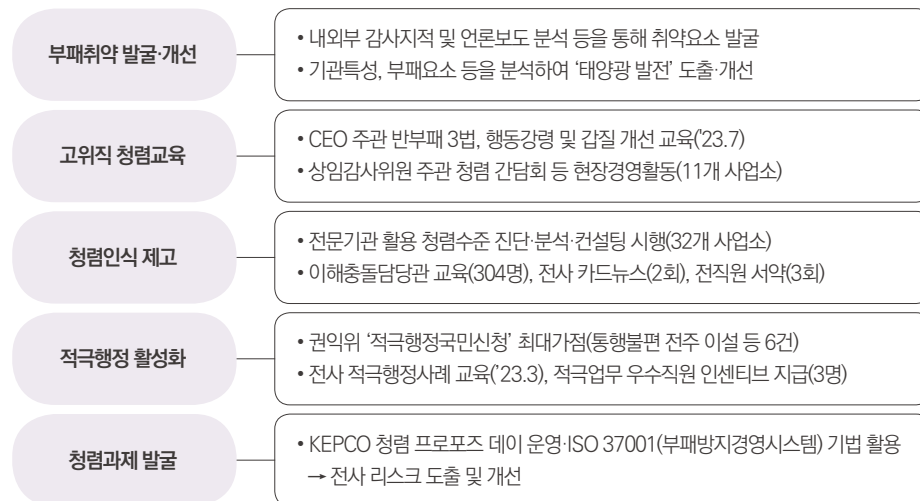 부패취약 발굴·개선
• 내외부 감사지적 및 언론보도 분석 등을 통해 취약요소 발굴
• 기관특성, 부패요소 등을 분석하여 ‘태양광 발전’ 도출·개선
고위직 청렴교육
• CEO 주관 반부패 3법, 행동강령 및 갑질 개선 교육(’23.7)
• 상임감사위원 주관 청렴 간담회 등 현장경영활동(11개 사업소)
청렴인식 제고
• 전문기관 활용 청렴수준 진단·분석·컨설팅 시행(32개 사업소)
• 이해충돌담당관 교육(304명), 전사 카드뉴스(2회), 전직원 서약(3회)
적극행정 활성화
• 권익위 ‘적극행정국민신청’ 최대가점(통행불편 전주 이설 등 6건)
• 전사 적극행정사례 교육(’23.3), 적극업무 우수직원 인센티브 지급(3명)
청렴과제 발굴
• KEPCO 청렴 프로포즈 데이 운영·ISO 37001(부패방지경영시스템) 기법 활용
→ 전사 리스크 도출 및 개선